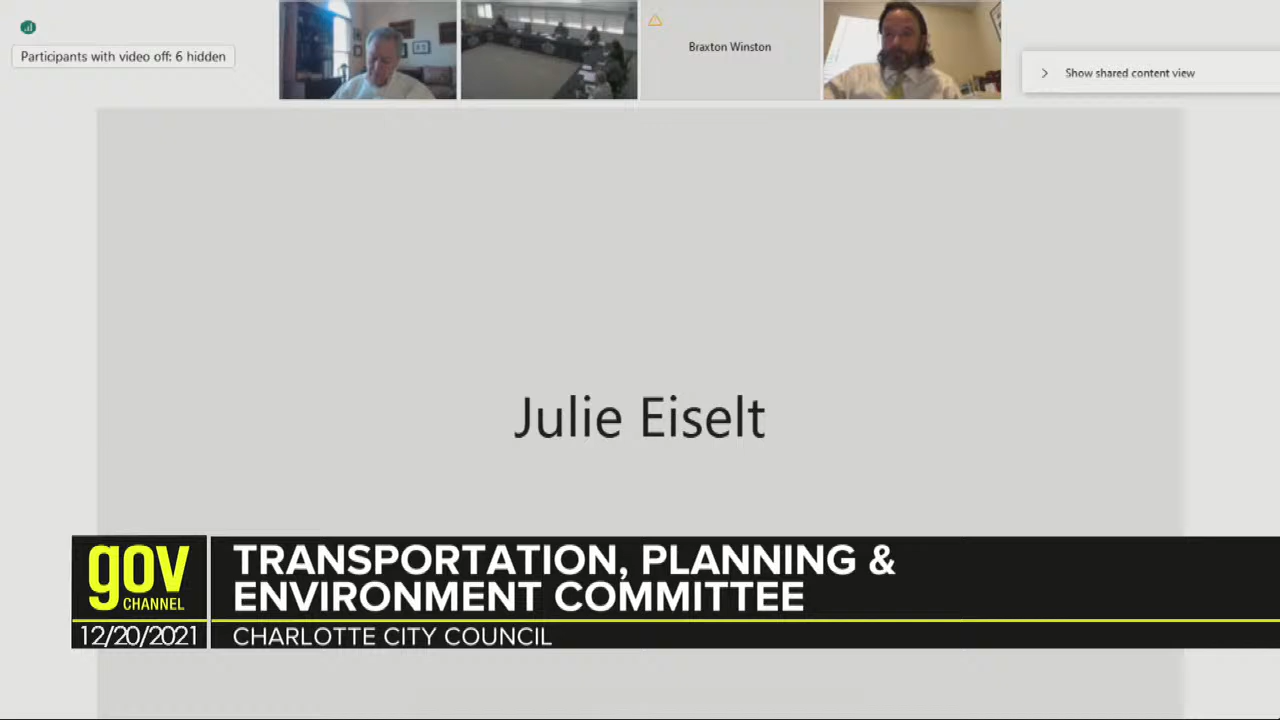 Participants with video off: 6 hidden
Braxton Winston
Show shared content view
Julie Eiselt
gov
CHANNEL
12/20/2021
TRANSPORTATION, PLANNING &
ENVIRONMENT COMMITTEE
CHARLOTTE CITY COUNCIL